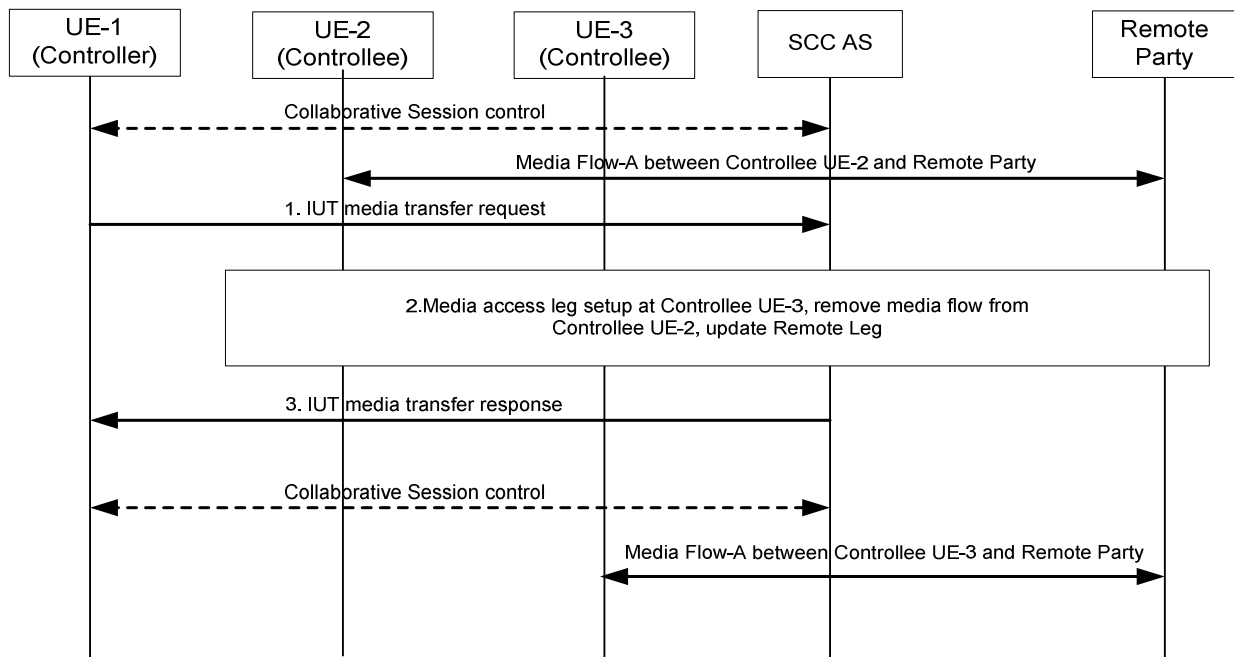 UE-1
(Controller)
UE-2
(Controllee)
UE-3
(Controllee)
SCC AS
Remote
Party
Collaborative Session control
Media Flow-A between Controllee UE-2 and Remote Party
1. IUT media transfer request
2.Media access leg setup at Controllee UE-3, remove media flow from
Controllee UE-2, update Remote Leg
3. IUT media transfer response
Collaborative Session control
Media Flow-A between Controllee UE-3 and Remote Party